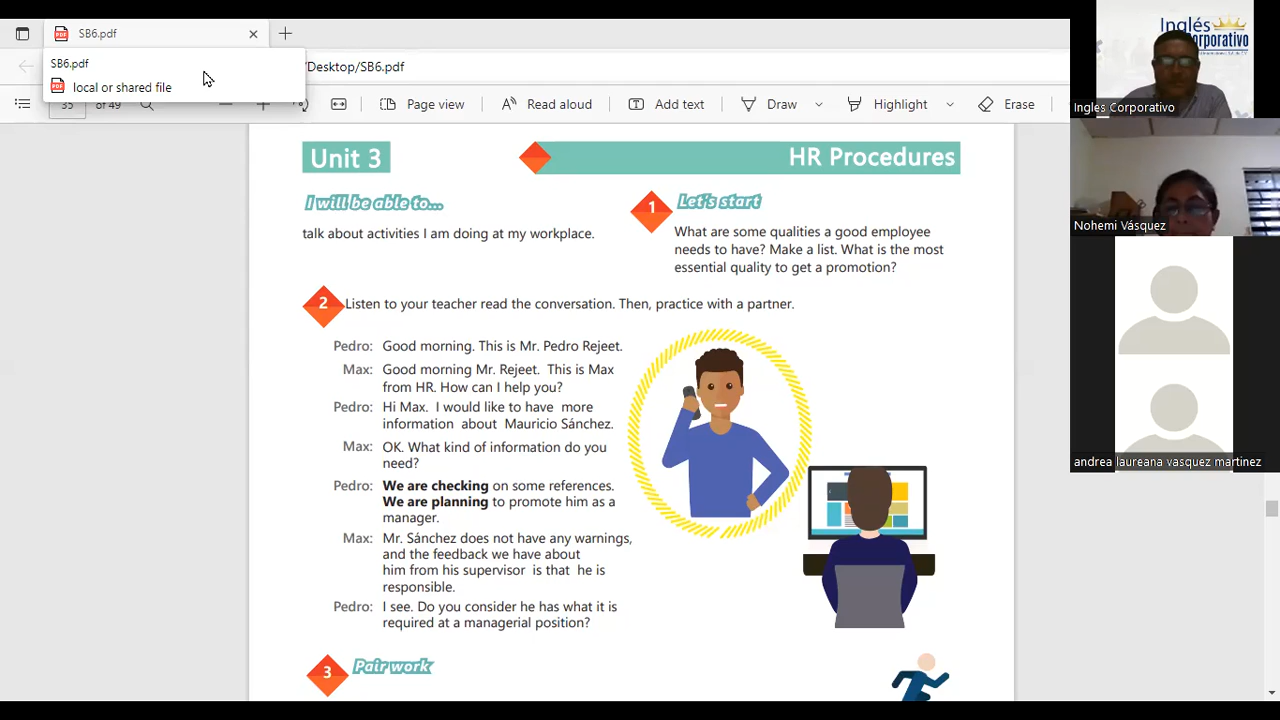 SB6.pdf
SB6.pdf
/Desktop/SB6.pdf
local or shared file
35 of 49
Page view
Read aloud
Add text
Draw
Highlight
Erase
Unit 3
HR Procedures
I will be able to...
talk about activities I am doing at my workplace.
1 Let's start
What are some qualities a good employee
needs to have? Make a list. What is the most
essential quality to get a promotion?
2 Listen to your teacher read the conversation. Then, practice with a partner.
Pedro: Good morning. This is Mr. Pedro Rejeet.
Max: Good morning Mr. Rejeet. This is Max
from HR. How can I help you?
Pedro: Hi Max. I would like to have more
information about Mauricio Sánchez.
Max: OK. What kind of information do you
need?
Pedro: We are checking on some references.
We are planning to promote him as a
manager.
Max: Mr. Sánchez does not have any warnings,
and the feedback we have about
him from his supervisor is that he is
responsible.
Pedro: I see. Do you consider he has what it is
required at a managerial position?
3 Pair work
Inglés
Corporativo
Ingles Corporativo
Nohemi Vásquez
andrea laureana vasquez martinez